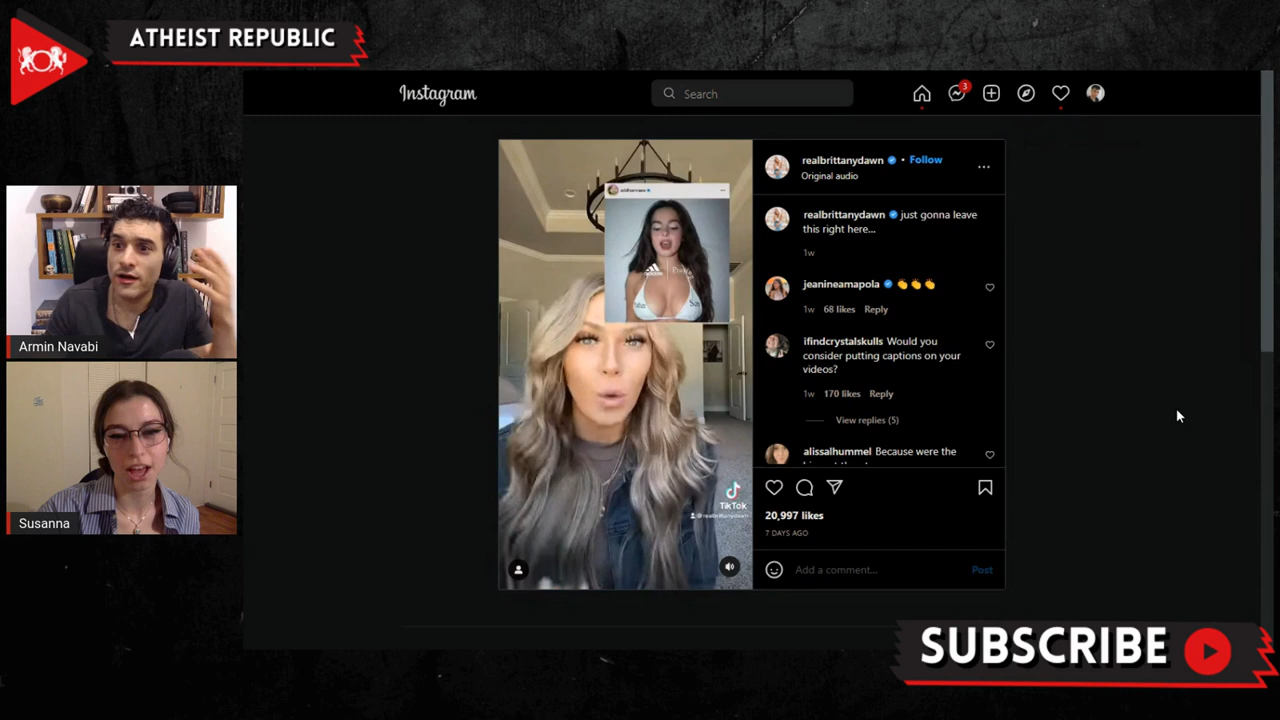 ATHEIST REPUBLIC
Instagram
Search
3
realbrittanydawn • Follow
Original audio
realbrittanydawn just gonna leave
this right here...
1w
jeanineamapola 👏👏👏
1w 68 likes Reply
ifindcrystalskulls Would you
consider putting captions on your
videos?
1w 170 likes Reply
View replies (5)
alissalhummel Because were the
20,997 likes
7 DAYS AGO
Add a comment... Post
adidas
TikTok
Armin Navabi
Susanna
SUBSCRIBE